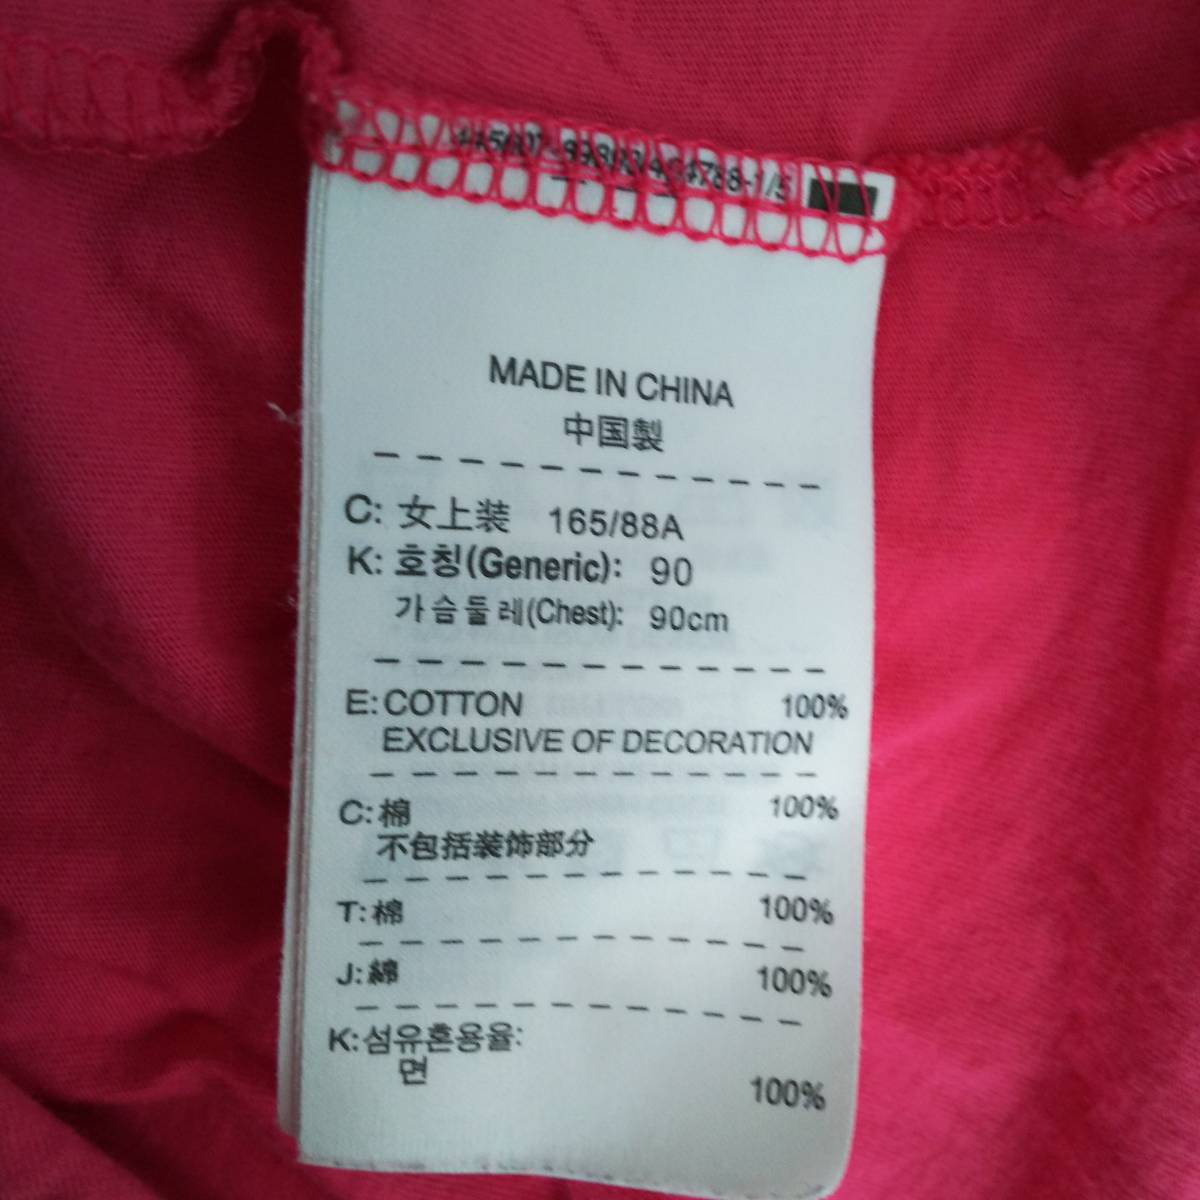 MADE IN CHINA
中国製
C: 女上装 165/88A
K: 호칭(Generic): 90
가슴둘레(Chest): 90cm
E: COTTON 100%
EXCLUSIVE OF DECORATION
C: 棉 100%
不包括装饰部分
T: 棉 100%
J: 綿 100%
K: 섬유혼용율:
면 100%